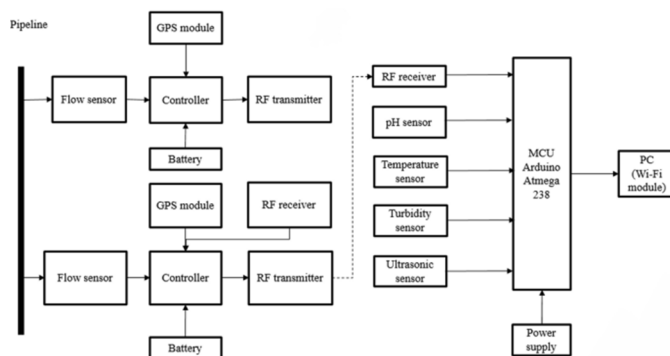 Pipeline
GPS module
Flow sensor
Controller
RF transmitter
Battery
GPS module
RF receiver
Flow sensor
Controller
RF transmitter
Battery
RF receiver
pH sensor
Temperature
sensor
Turbidity
sensor
Ultrasonic
sensor
MCU
Arduino
Atmega
238
Power
supply
PC
(Wi-Fi
module)